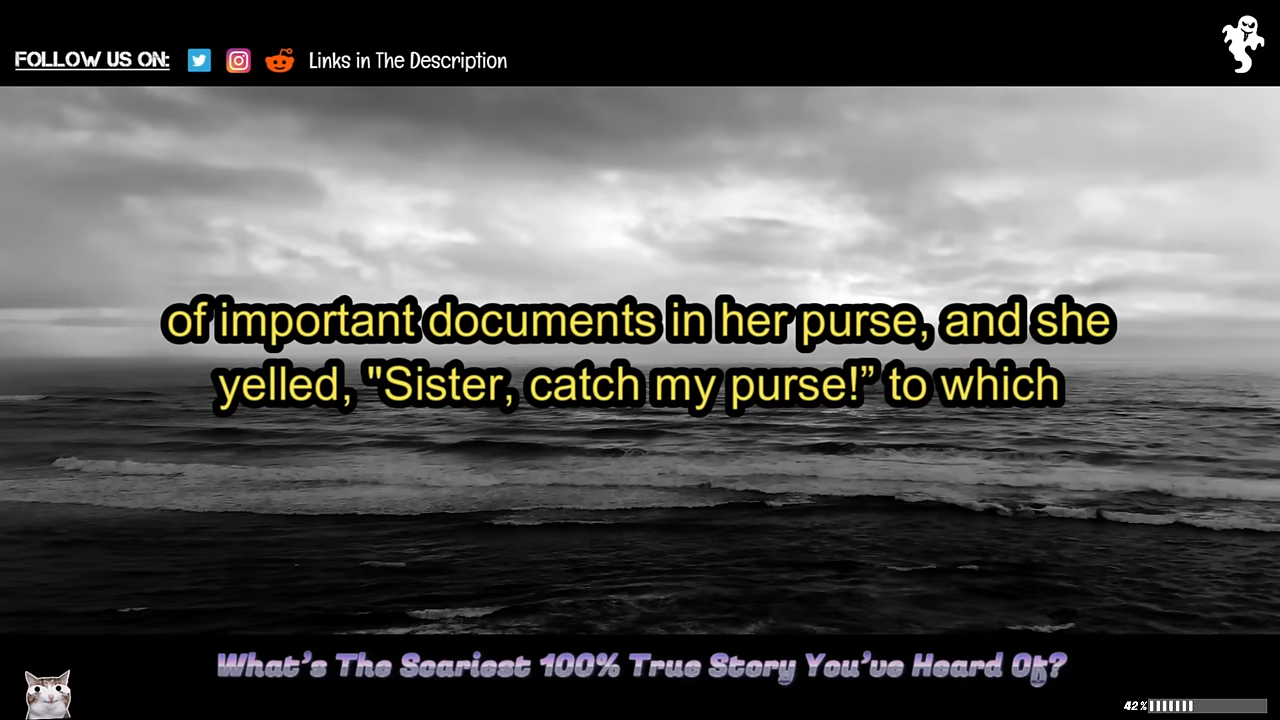 FOLLOW US ON: Links in The Description
of important documents in her purse, and she
yelled, "Sister, catch my purse!” to which
What's The Scariest 100% True Story You've Heard Of?
42%